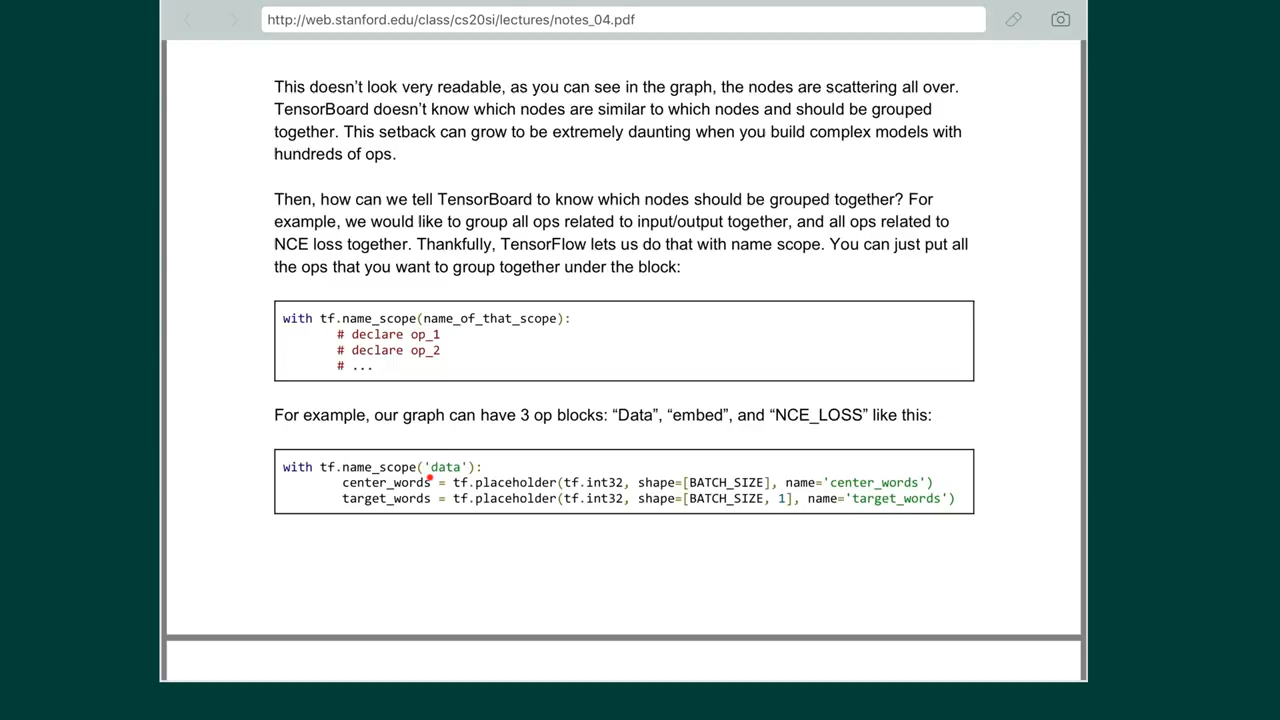 http://web.stanford.edu/class/cs20si/lectures/notes_04.pdf
This doesn’t look very readable, as you can see in the graph, the nodes are scattering all over.
TensorBoard doesn’t know which nodes are similar to which nodes and should be grouped
together. This setback can grow to be extremely daunting when you build complex models with
hundreds of ops.
Then, how can we tell TensorBoard to know which nodes should be grouped together? For
example, we would like to group all ops related to input/output together, and all ops related to
NCE loss together. Thankfully, TensorFlow lets us do that with name scope. You can just put all
the ops that you want to group together under the block:
with tf.name_scope(name_of_that_scope):
# declare op_1
# declare op_2
# ...
For example, our graph can have 3 op blocks: “Data”, “embed”, and “NCE_LOSS” like this:
with tf.name_scope('data'):
center_words = tf.placeholder(tf.int32, shape=[BATCH_SIZE], name='center_words')
target_words = tf.placeholder(tf.int32, shape=[BATCH_SIZE, 1], name='target_words')